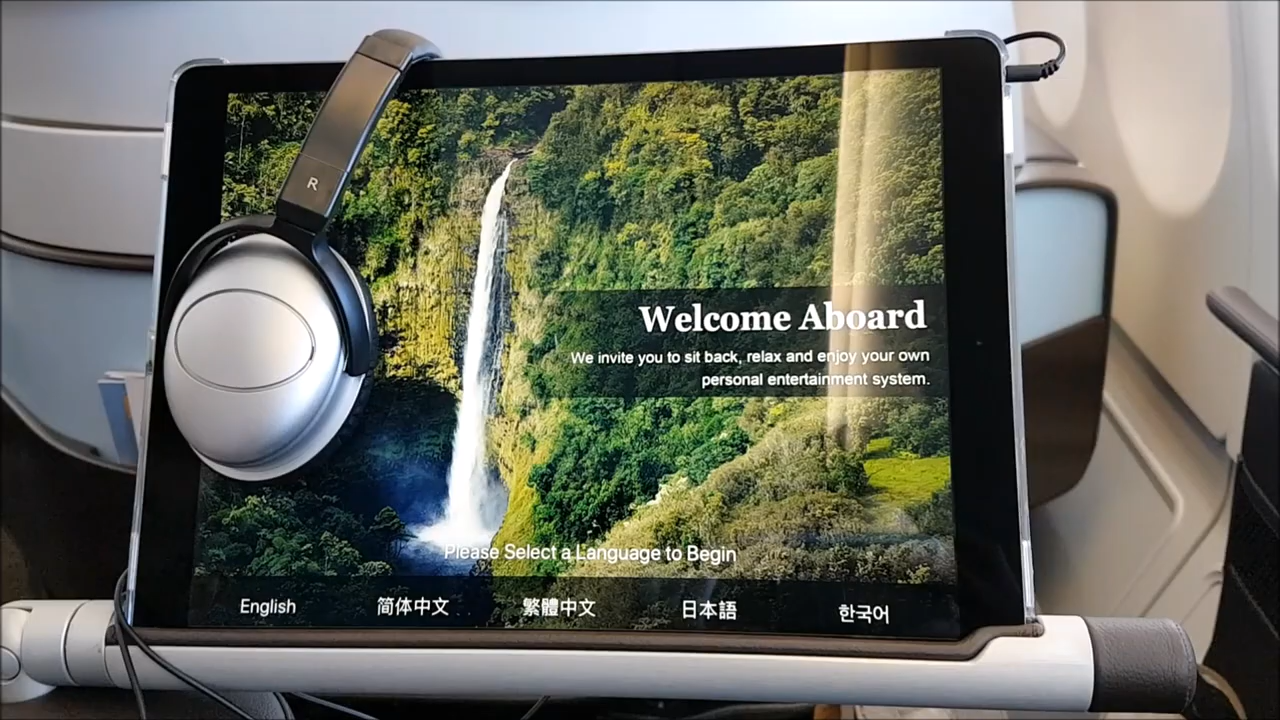 R
Welcome Aboard
We invite you to sit back, relax and enjoy your own
personal entertainment system.
Please Select a Language to Begin
English 简体中文 繁體中文 日本語 한국어